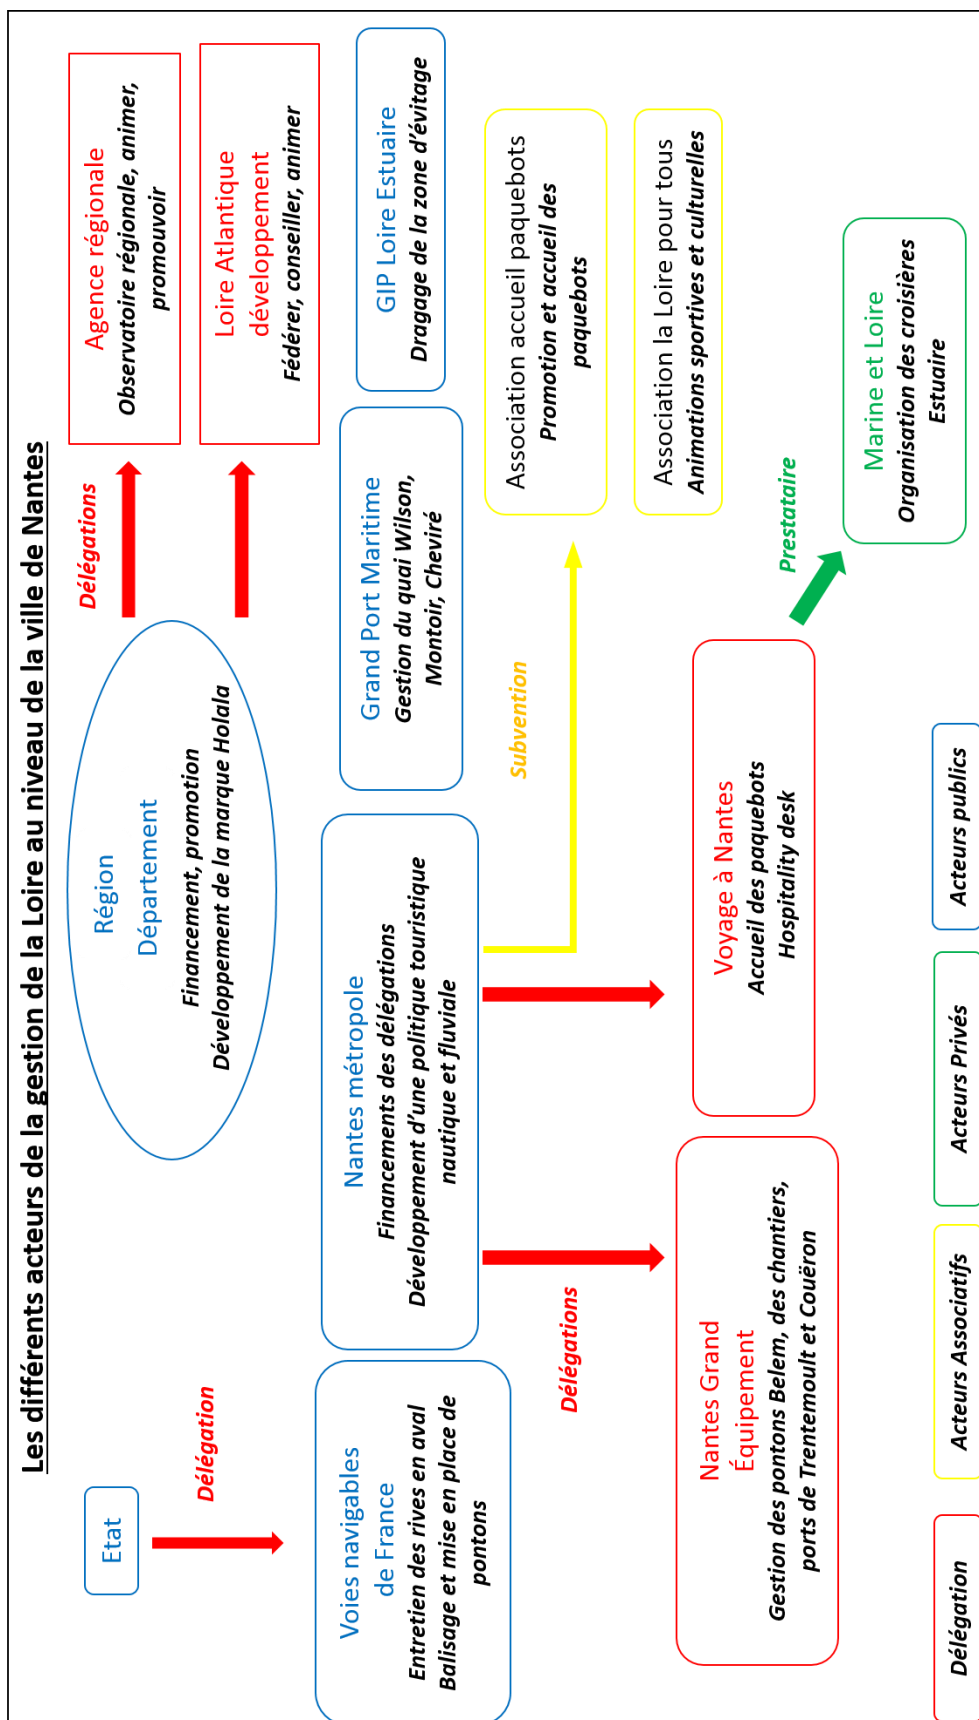 Les différents acteurs de la gestion de la Loire au niveau de la ville de Nantes
Etat
Délégation
Région
Département
Financement, promotion
Développement de la marque Holala
Délégations
Agence régionale
Observatoire régionale, animer,
promouvoir
Loire Atlantique
développement
Fédérer, conseiller, animer
Voies navigables
de France
Entretien des rives en aval
Balisage et mise en place de
pontons
Nantes métropole
Financements des délégations
Développement d’une politique touristique
nautique et fluviale
Grand Port Maritime
Gestion du quai Wilson,
Montoir, Cheviré
GIP Loire Estuaire
Dragage de la zone d’évitage
Délégations
Subvention
Association accueil paquebots
Promotion et accueil des
paquebots
Association la Loire pour tous
Animations sportives et culturelles
Nantes Grand
Équipement
Gestion des pontons Belem, des chantiers,
ports de Trentemoult et Couëron
Voyage à Nantes
Accueil des paquebots
Hospitality desk
Prestataire
Marine et Loire
Organisation des croisières
Estuaire
Délégation
Acteurs Associatifs
Acteurs Privés
Acteurs publics